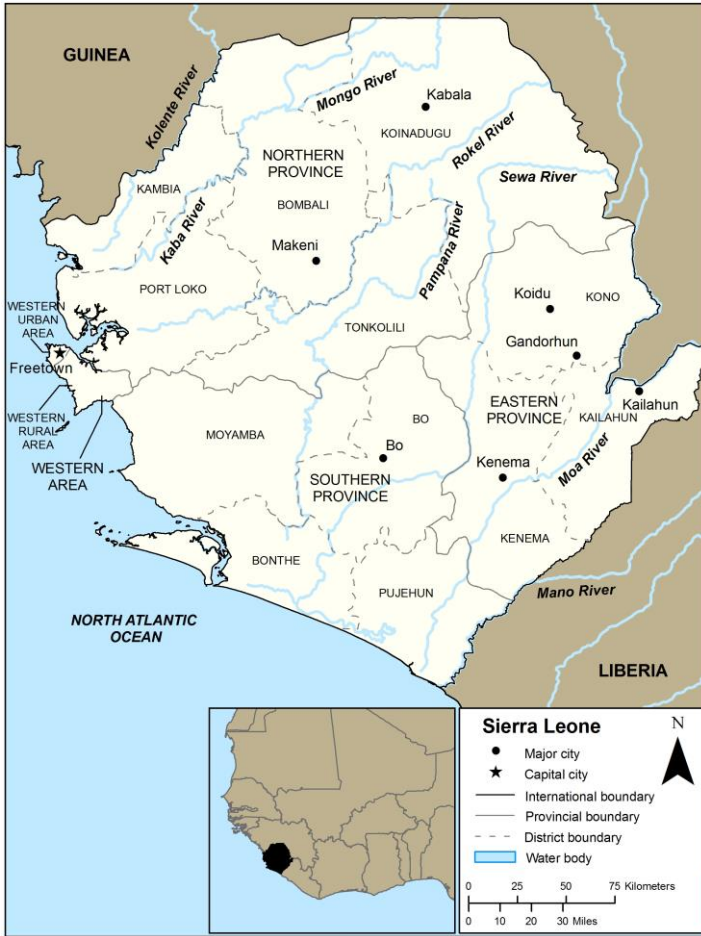 GUINEA
Kolente River
Mongo River
Kabala
KOINADUGU
Rokel River
NORTHERN
PROVINCE
Sewa River
KAMBIA
BOMBALI
Kaba River
Pampana River
Makeni
PORT LOKO
Koidu
KONO
WESTERN
URBAN
AREA
TONKOLILI
Gandorhun
Freetown
EASTERN
PROVINCE
KAILAHUN
Kailahun
WESTERN
RURAL
AREA
MOYAMBA
BO
WESTERN
AREA
Bo
Kenema
Moa River
SOUTHERN
PROVINCE
KENEMA
BONTHE
PUJEHUN
Mano River
NORTH ATLANTIC
OCEAN
LIBERIA
Sierra Leone
N
Major city
Capital city
International boundary
Provincial boundary
District boundary
Water body
0 25 50 75 Kilometers
0 10 20 30 Miles